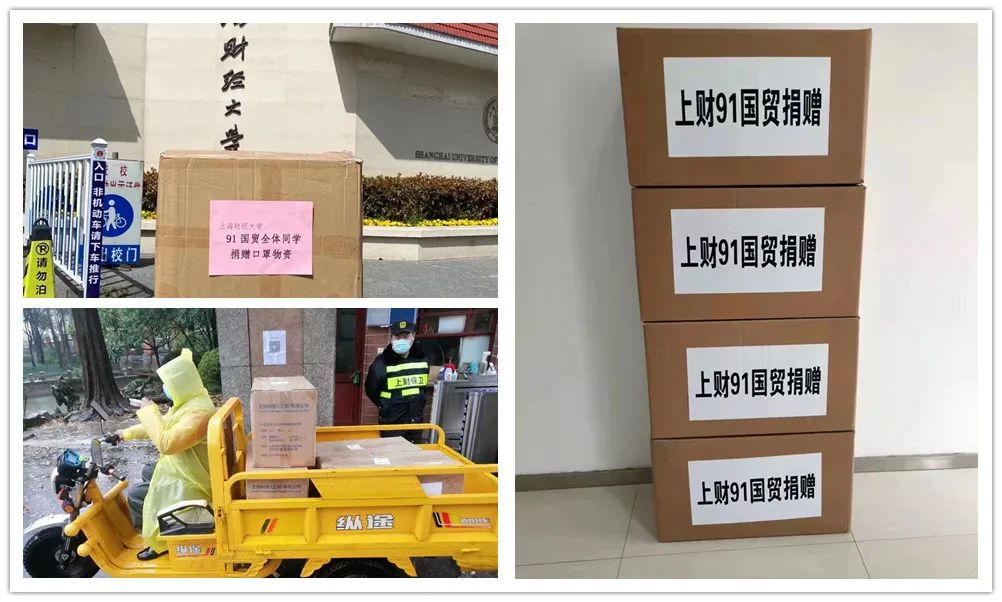 财经大学
SHANGHAI UNIVERSITY OF
上海财经大学
91 国贸全体同学
捐赠口罩物资
入口 非机动车请下车推行
出校门
请勿泊
上财保卫
纵途
纵途
上财91国贸捐赠
上财91国贸捐赠
上财91国贸捐赠
上财91国贸捐赠